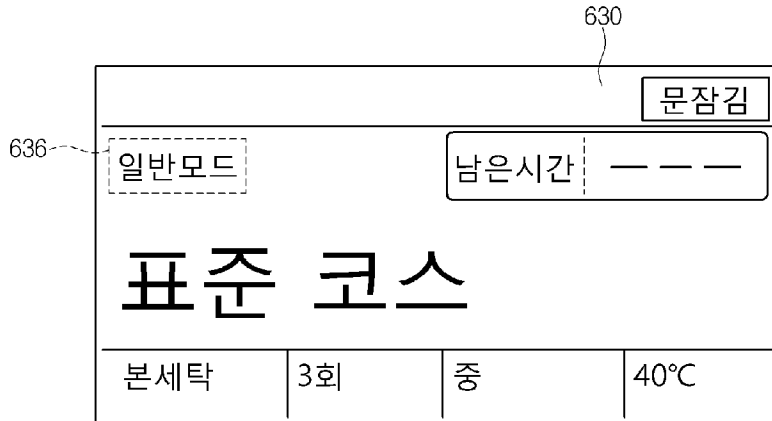 630
문잠김
636
일반모드
남은시간 — — —
표준 코스
본세탁 3회 중 40℃